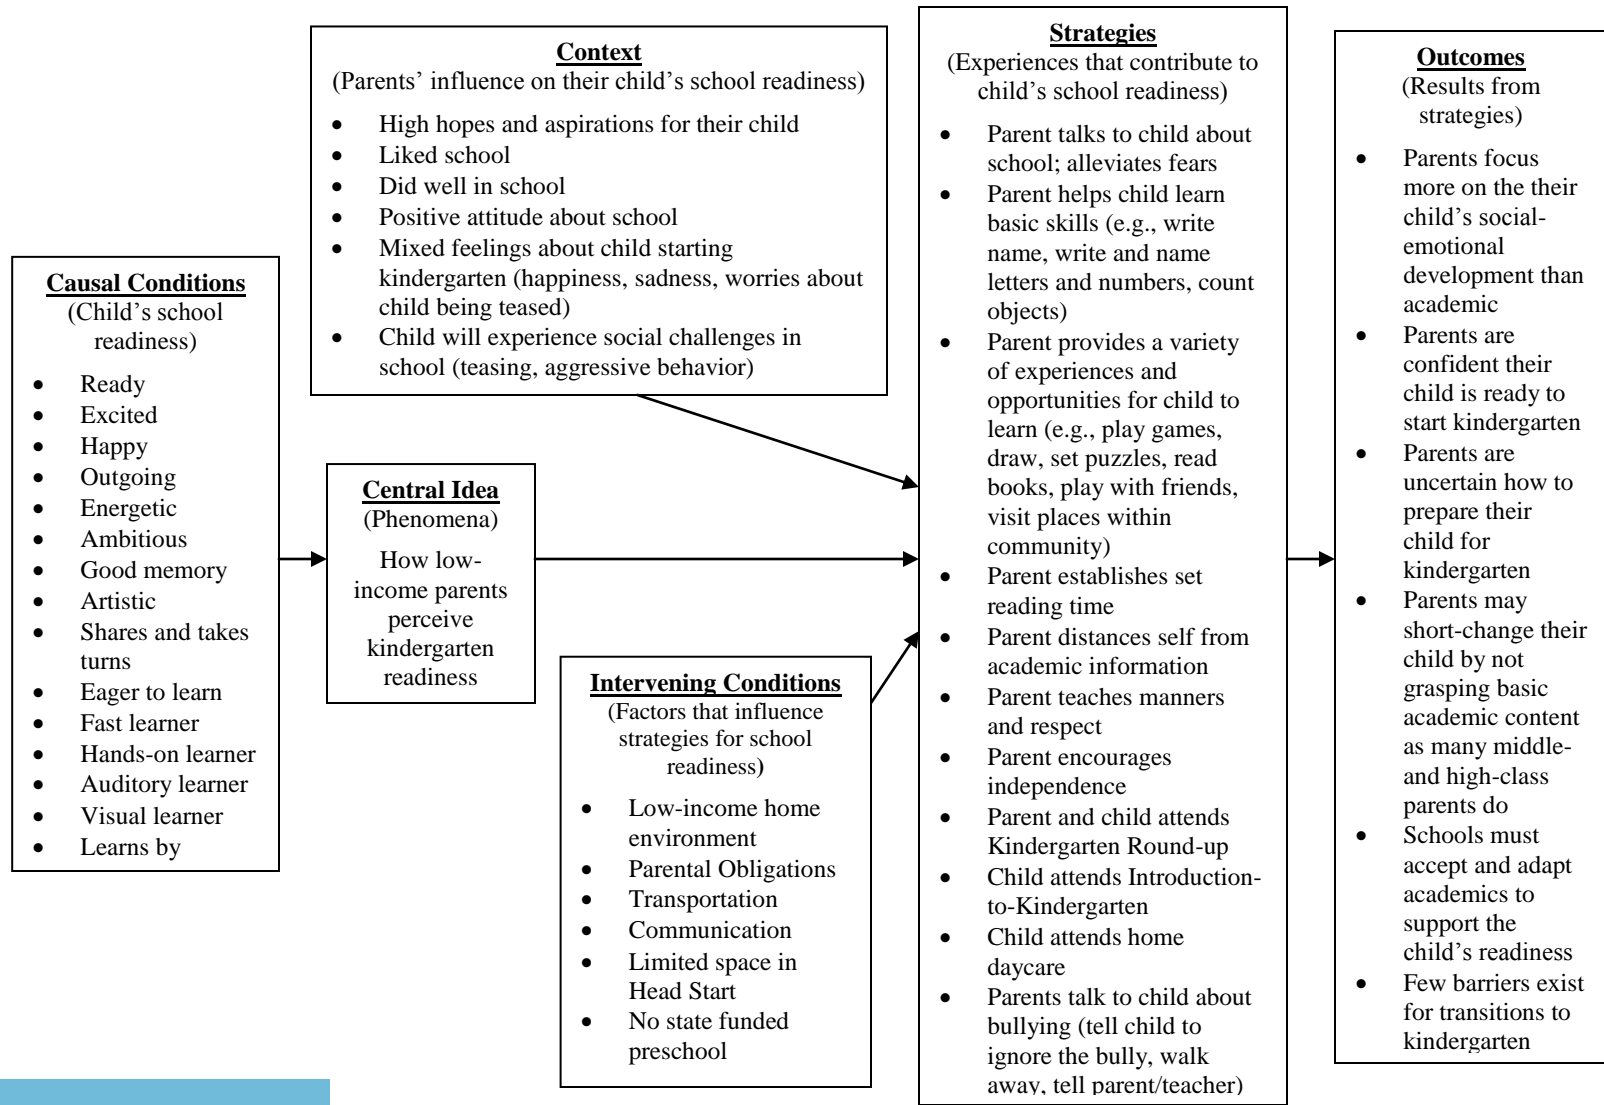 Causal Conditions
(Child’s school
readiness)
• Ready
• Excited
• Happy
• Outgoing
• Energetic
• Ambitious
• Good memory
• Artistic
• Shares and takes
turns
• Eager to learn
• Fast learner
• Hands-on learner
• Auditory learner
• Visual learner
• Learns by
Context
(Parents’ influence on their child’s school readiness)
• High hopes and aspirations for their child
• Liked school
• Did well in school
• Positive attitude about school
• Mixed feelings about child starting
kindergarten (happiness, sadness, worries about
child being teased)
• Child will experience social challenges in
school (teasing, aggressive behavior)
Central Idea
(Phenomena)
How low-
income parents
perceive
kindergarten
readiness
Intervening Conditions
(Factors that influence
strategies for school
readiness)
• Low-income home
environment
• Parental Obligations
• Transportation
• Communication
• Limited space in
Head Start
• No state funded
preschool
Strategies
(Experiences that contribute to
child’s school readiness)
• Parent talks to child about
school; alleviates fears
• Parent helps child learn
basic skills (e.g., write
name, write and name
letters and numbers, count
objects)
• Parent provides a variety
of experiences and
opportunities for child to
learn (e.g., play games,
draw, set puzzles, read
books, play with friends,
visit places within
community)
• Parent establishes set
reading time
• Parent distances self from
academic information
• Parent teaches manners
and respect
• Parent encourages
independence
• Parent and child attends
Kindergarten Round-up
• Child attends Introduction-
to-Kindergarten
• Child attends home
daycare
• Parents talk to child about
bullying (tell child to
ignore the bully, walk
away, tell parent/teacher)
Outcomes
(Results from
strategies)
• Parents focus
more on the their
child’s social-
emotional
development than
academic
• Parents are
confident their
child is ready to
start kindergarten
• Parents are
uncertain how to
prepare their
child for
kindergarten
• Parents may
short-change their
child by not
grasping basic
academic content
as many middle-
and high-class
parents do
• Schools must
accept and adapt
academics to
support the
child’s readiness
• Few barriers exist
for transitions to
kindergarten